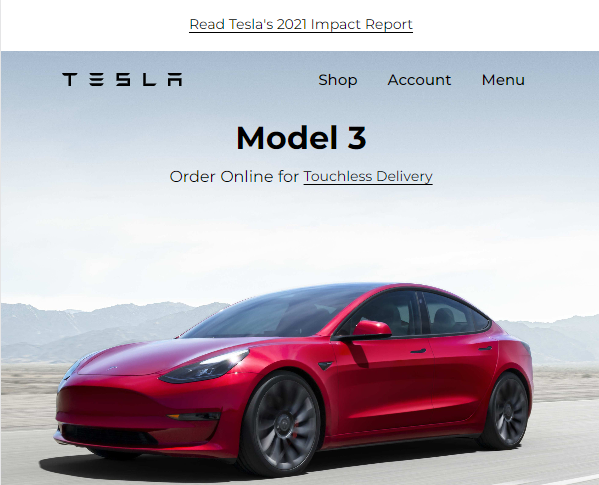 Read Tesla's 2021 Impact Report
TESLA
Shop Account Menu
Model 3
Order Online for Touchless Delivery